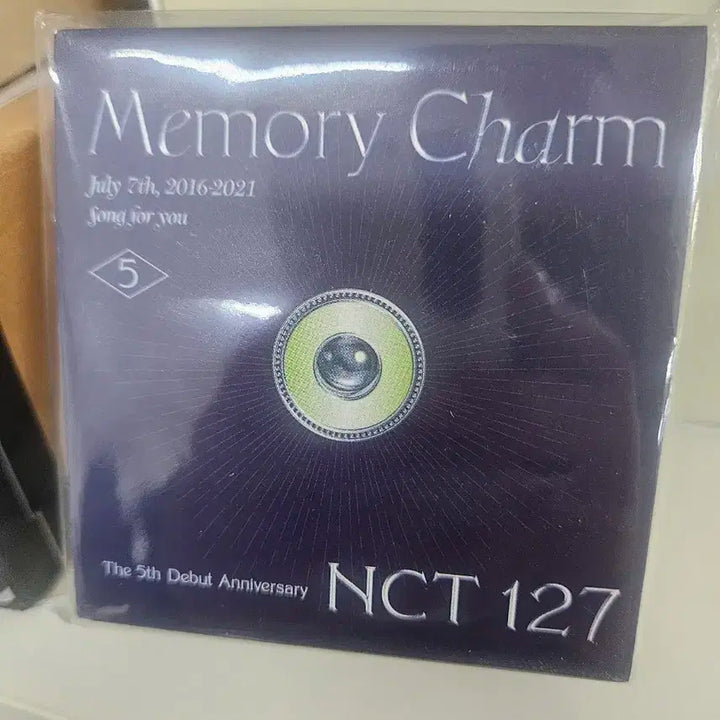 Memory Charm
July 7th, 2016-2021
Song for you
5
The 5th Debut Anniversary NCT 127